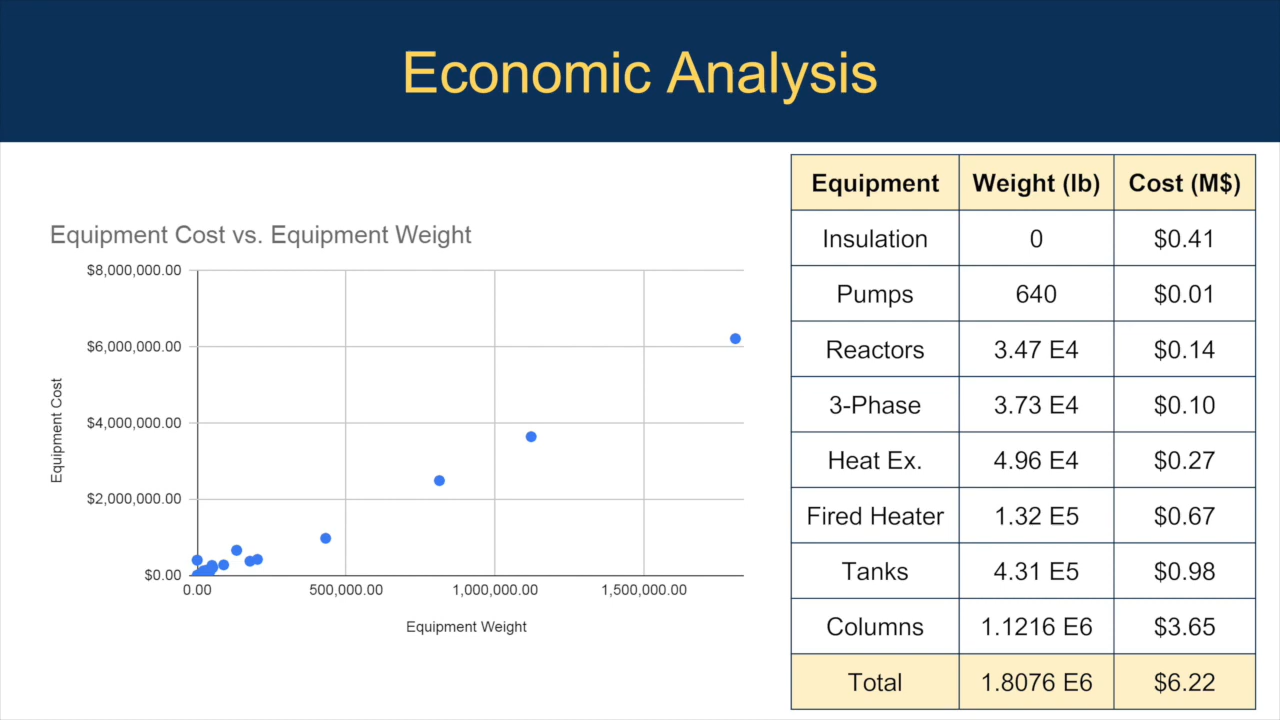 Economic Analysis
Equipment Cost vs. Equipment Weight
$8,000,000.00
$6,000,000.00
$4,000,000.00
$2,000,000.00
$0.00
Equipment Cost
0.00 500,000.00 1,000,000.00 1,500,000.00
Equipment Weight
Equipment Weight (lb) Cost (M$)
Insulation 0 $0.41
Pumps 640 $0.01
Reactors 3.47 E4 $0.14
3-Phase 3.73 E4 $0.10
Heat Ex. 4.96 E4 $0.27
Fired Heater 1.32 E5 $0.67
Tanks 4.31 E5 $0.98
Columns 1.1216 E6 $3.65
Total 1.8076 E6 $6.22